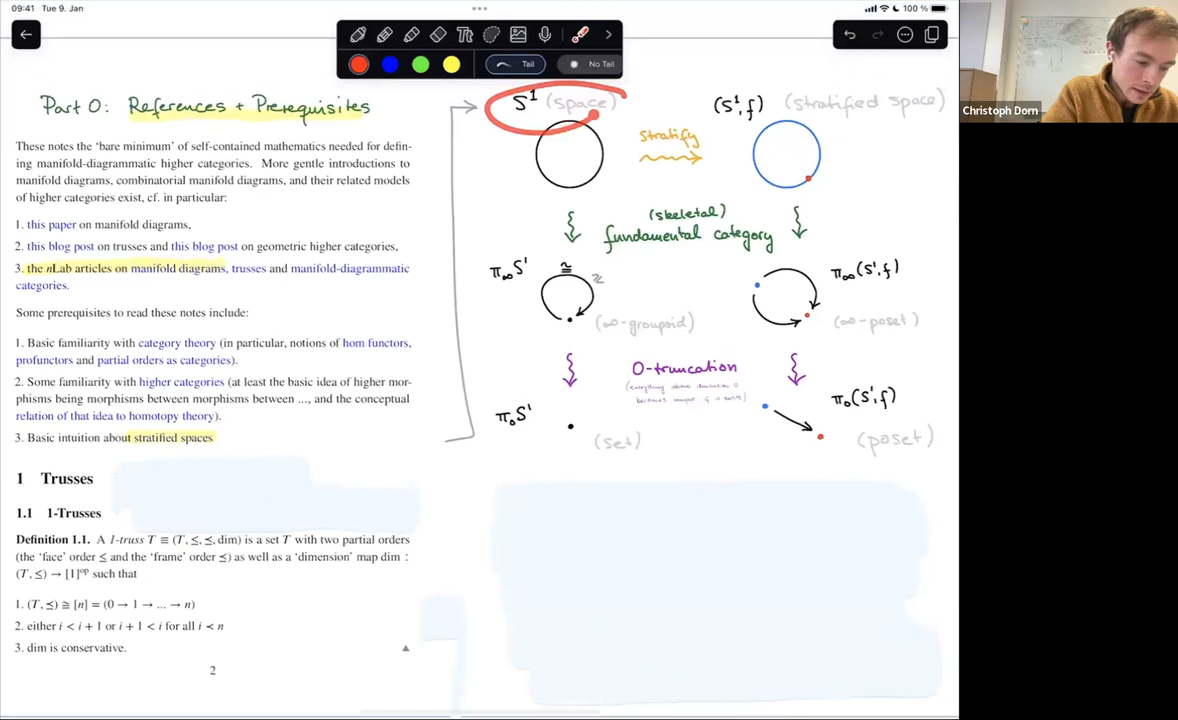 09:41 Tue 9. Jan
100 %
Tt
Tail
No Tail
Christoph Dorn
Part 0: References + Prerequisites
These notes the ‘bare minimum’ of self-contained mathematics needed for defin-
ing manifold-diagrammatic higher categories. More gentle introductions to
manifold diagrams, combinatorial manifold diagrams, and their related models
of higher categories exist, cf. in particular:
1. this paper on manifold diagrams,
2. this blog post on trusses and this blog post on geometric higher categories,
3. the nLab articles on manifold diagrams, trusses and manifold-diagrammatic
categories.
Some prerequisites to read these notes include:
1. Basic familiarity with category theory (in particular, notions of hom functors,
profunctors and partial orders as categories).
2. Some familiarity with higher categories (at least the basic idea of higher mor-
phisms being morphisms between morphisms between ..., and the conceptual
relation of that idea to homotopy theory).
3. Basic intuition about stratified spaces
1 Trusses
1.1 1-Trusses
Definition 1.1. A 1-truss T ≡ (T, ≤, ⪯, dim) is a set T with two partial orders
(the ‘face’ order ≤ and the ‘frame’ order ⪯) as well as a ‘dimension’ map dim :
(T, ≤) → [1]ᵒᵖ such that
1. (T, ⪯) ≅ [n] = (0 → 1 → ... → n)
2. either i < i + 1 or i + 1 < i for all i < n
3. dim is conservative.
▲
2
S¹ (space)
(S¹, f) (stratified space)
stratify
(skeletal)
fundamental category
π∞S¹
≅
ℤ
(∞-groupoid)
π∞(S¹, f)
(∞-poset)
0-truncation
(everything above dimension 0
becomes unique if it exists)
π₀S¹
(set)
π₀(S¹, f)
(poset)